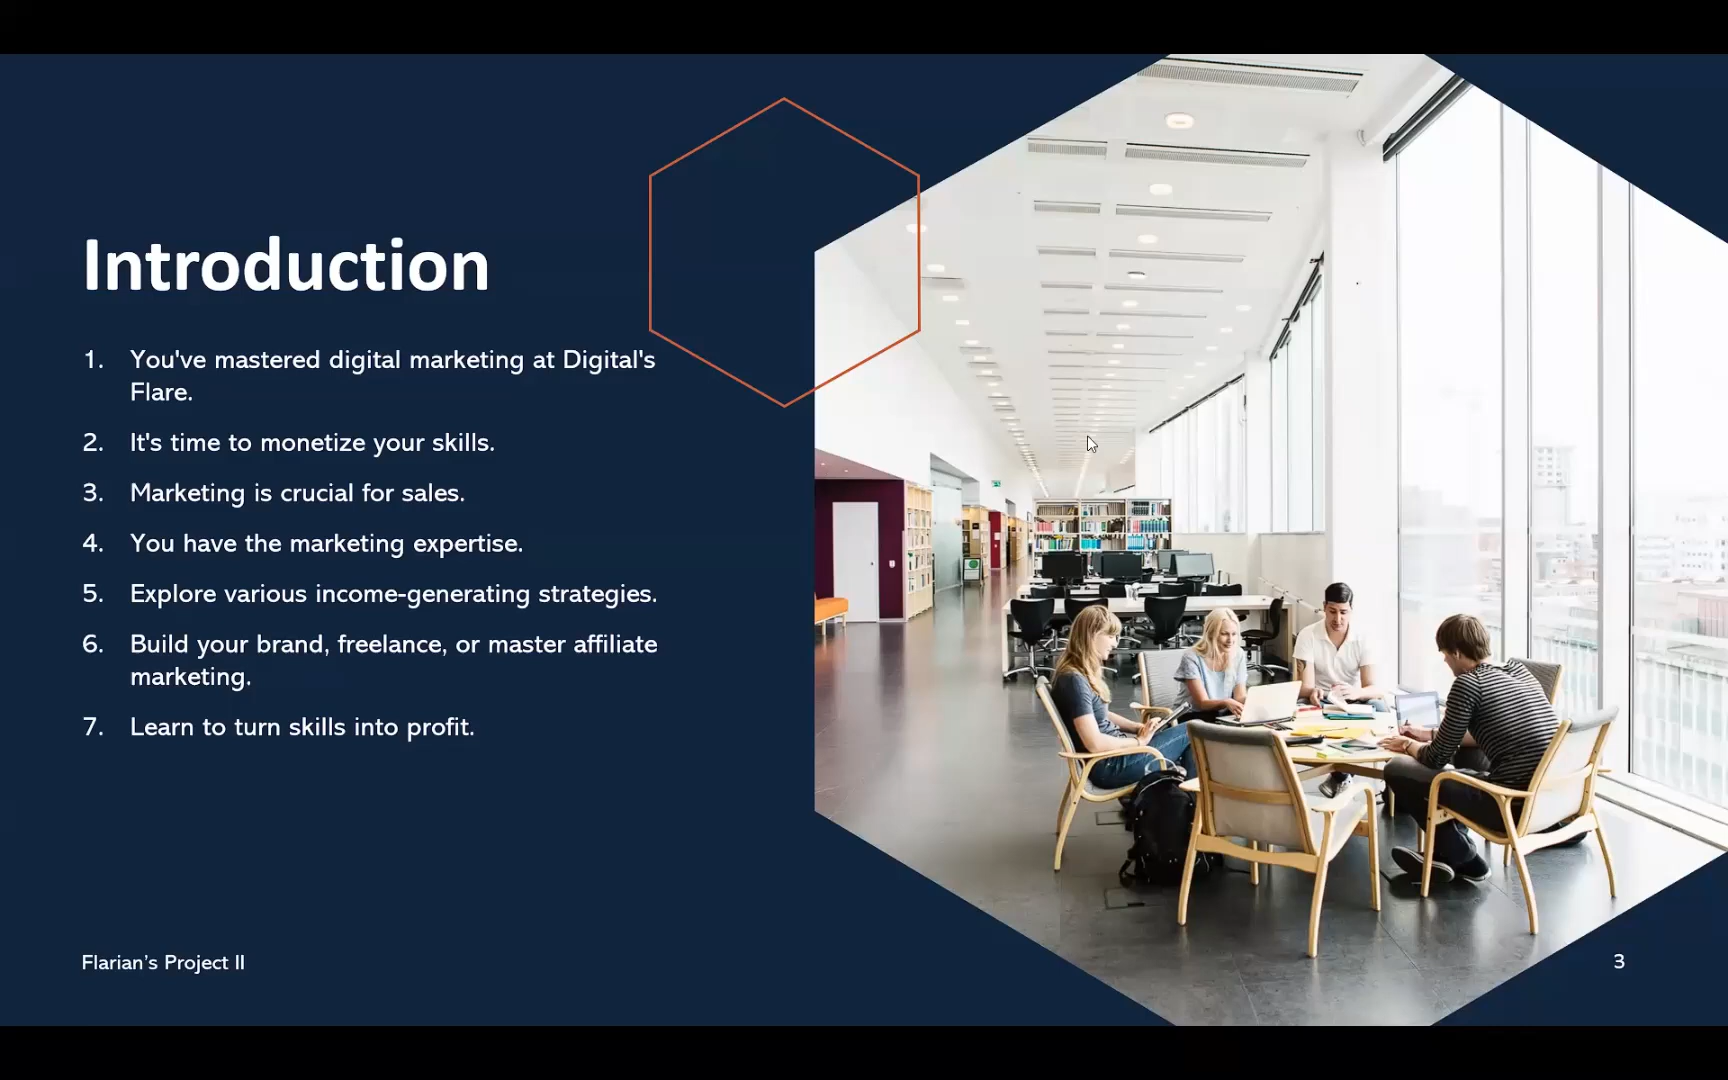 Introduction
1. You've mastered digital marketing at Digital's
Flare.
2. It's time to monetize your skills.
3. Marketing is crucial for sales.
4. You have the marketing expertise.
5. Explore various income-generating strategies.
6. Build your brand, freelance, or master affiliate
marketing.
7. Learn to turn skills into profit.
Flarian’s Project II
3